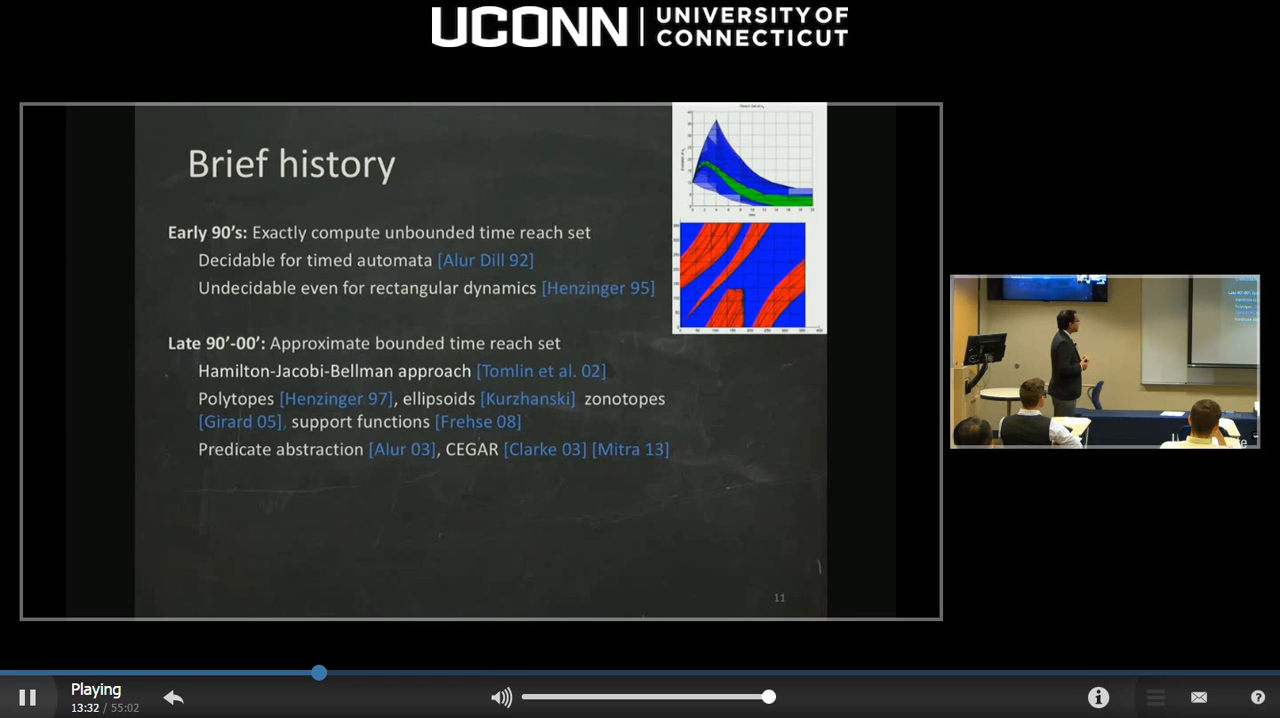 UCONN | UNIVERSITY OF
CONNECTICUT
Brief history
Early 90's: Exactly compute unbounded time reach set
Decidable for timed automata [Alur Dill 92]
Undecidable even for rectangular dynamics [Henzinger 95]
Late 90'-00': Approximate bounded time reach set
Hamilton-Jacobi-Bellman approach [Tomlin et al. 02]
Polytopes [Henzinger 97], ellipsoids [Kurzhanski] zonotopes
[Girard 05], support functions [Frehse 08]
Predicate abstraction [Alur 03], CEGAR [Clarke 03] [Mitra 13]
11
Playing
13:32 / 55:02